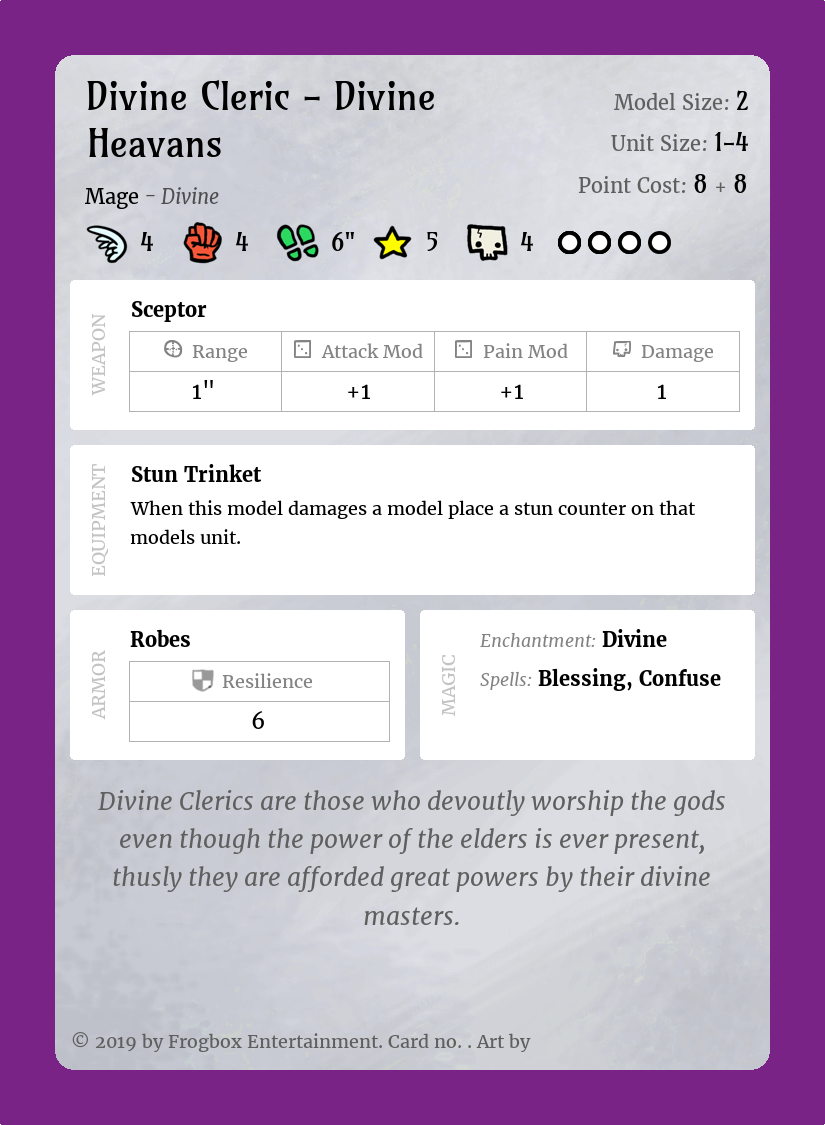 Divine Cleric – Divine
Heavans
Mage - Divine
Model Size: 2
Unit Size: 1-4
Point Cost: 8 + 8
4 4 6" 5 4
WEAPON
Sceptor
Range Attack Mod Pain Mod Damage
1" +1 +1 1
EQUIPMENT
Stun Trinket
When this model damages a model place a stun counter on that
models unit.
ARMOR
Robes
Resilience
6
MAGIC
Enchantment: Divine
Spells: Blessing, Confuse
Divine Clerics are those who devoutly worship the gods
even though the power of the elders is ever present,
thusly they are afforded great powers by their divine
masters.
© 2019 by Frogbox Entertainment. Card no. . Art by